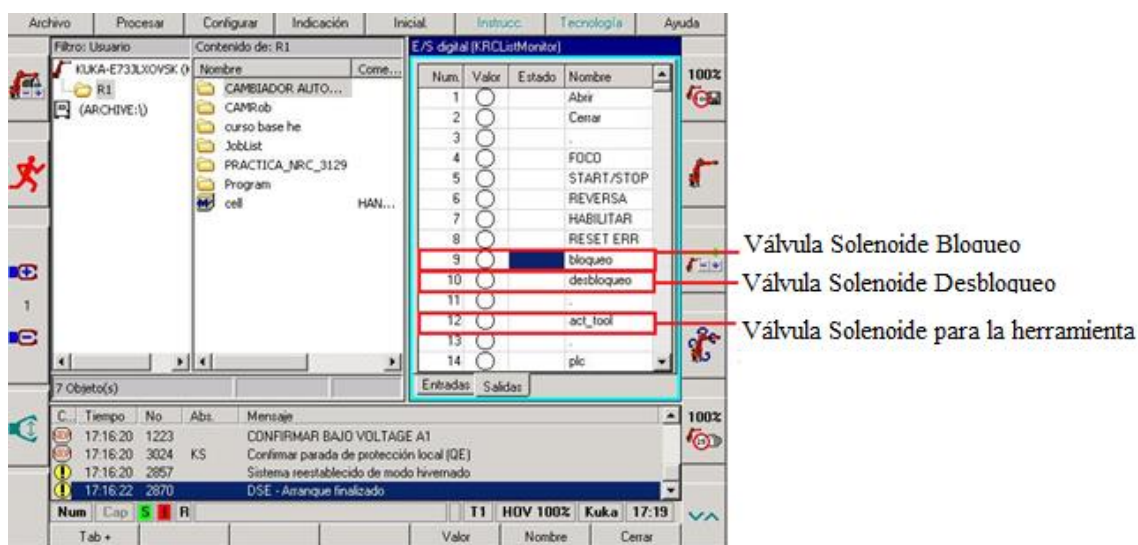 Archivo Procesar Configurar Indicación Inicial. Instrucc. Tecnología Ayuda
Filtro: Usuario
Contenido de: R1
E/S digital (KRCListMonitor)
KUKA-E73JLXOVSK (
R1
(ARCHIVE:\)
Nombre Come...
CAMBIADOR AUTO...
CAMRob
curso base he
JobList
PRACTICA_NRC_3129
Program
cell HAN...
Num. Valor Estado Nombre
1 Abrir
2 Cerrar
3 .
4 FOCO
5 START/STOP
6 REVERSA
7 HABILITAR
8 RESET ERR
9 bloqueo
10 desbloqueo
11 .
12 act_tool
13 .
14 plc
Entradas Salidas
100%
1
Válvula Solenoide Bloqueo
Válvula Solenoide Desbloqueo
Válvula Solenoide para la herramienta
7 Objeto(s)
C... Tiempo No Abs. Mensaje
17:16:20 1223 CONFIRMAR BAJO VOLTAGE A1
17:16:20 3024 KS Confirmar parada de protección local (QE)
17:16:20 2857 Sistema reestablecido de modo hivernado
17:16:22 2870 DSE - Arranque finalizado
100%
Num Cap S I R T1 HOV 100% Kuka 17:19
Tab + Valor Nombre Cerrar